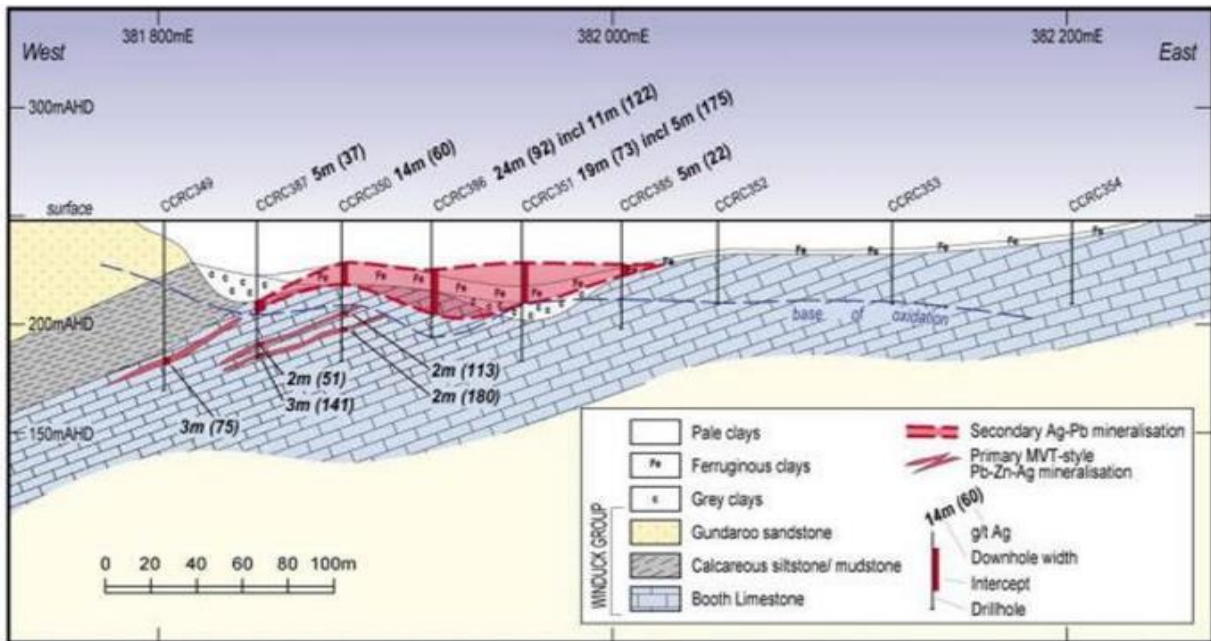 381 800mE
382 000mE
382 200mE
West
East
300mAHD
surface
200mAHD
150mAHD
CCRC349
CCRC387 5m (37)
CCRC350 14m (60)
CCRC386 24m (92) incl 11m (122)
CCRC351 19m (73) incl 5m (175)
CCRC385 5m (22)
CCRC352
CCRC353
CCRC354
base of oxidation
2m (51)
3m (141)
3m (75)
2m (113)
2m (180)
0 20 40 60 80 100m
Pale clays
Fe
Ferruginous clays
c
Grey clays
WINDUCK GROUP
Gundaroo sandstone
Calcareous siltstone/ mudstone
Booth Limestone
Secondary Ag-Pb mineralisation
Primary MVT-style
Pb-Zn-Ag mineralisation
14m (60)
g/t Ag
Downhole width
Intercept
Drillhole